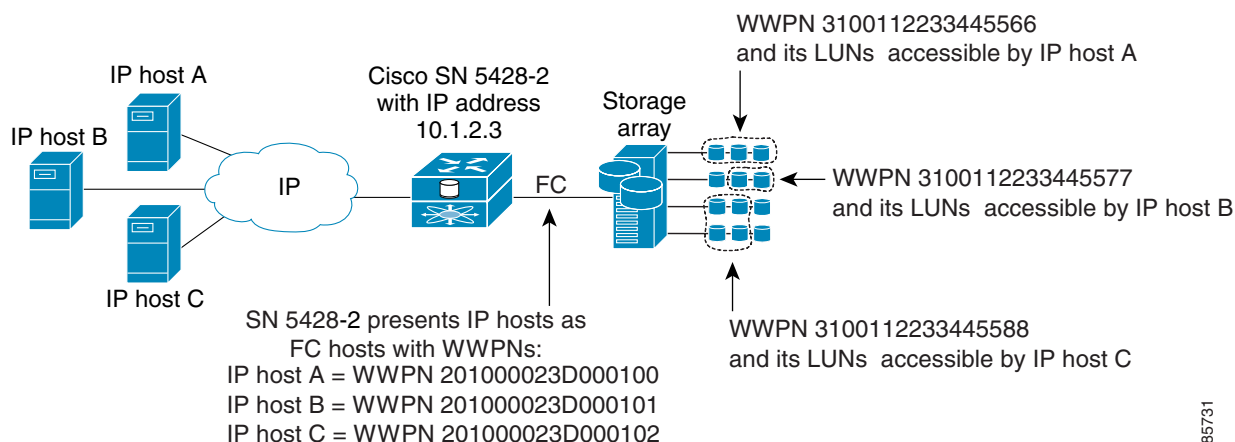 WWPN 3100112233445566
and its LUNs accessible by IP host A
IP host A
Cisco SN 5428-2
with IP address
10.1.2.3
Storage
array
IP host B
IP
FC
WWPN 3100112233445577
and its LUNs accessible by IP host B
IP host C
SN 5428-2 presents IP hosts as
FC hosts with WWPNs:
IP host A = WWPN 201000023D000100
IP host B = WWPN 201000023D000101
IP host C = WWPN 201000023D000102
WWPN 3100112233445588
and its LUNs accessible by IP host C
85731